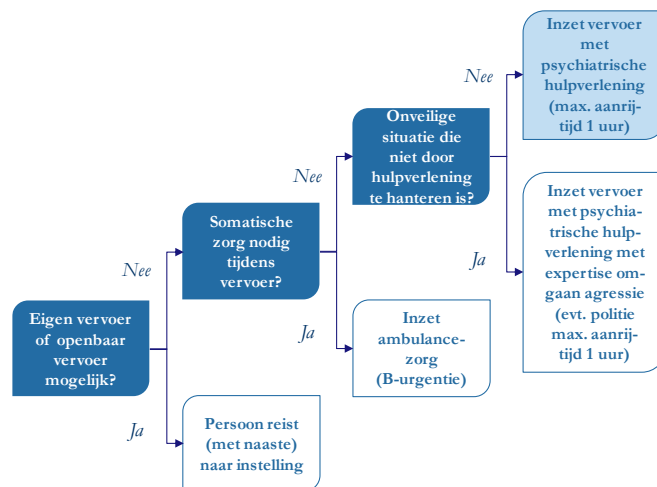 Eigen vervoer
of openbaar
vervoer
mogelijk?
Nee
Ja
Somatische
zorg nodig
tijdens
vervoer?
Persoon reist
(met naaste)
naar instelling
Nee
Ja
Onveilige
situatie die
niet door
hulpverlening
te hanteren is?
Inzet
ambulance-
zorg
(B-urgentie)
Nee
Ja
Inzet vervoer
met
psychiatrische
hulpverlening
(max. aanrij-
tijd 1 uur)
Inzet vervoer
met psychia-
trische hulp-
verlening met
expertise om-
gaan agressie
(evt. politie
max. aanrij-
tijd 1 uur)